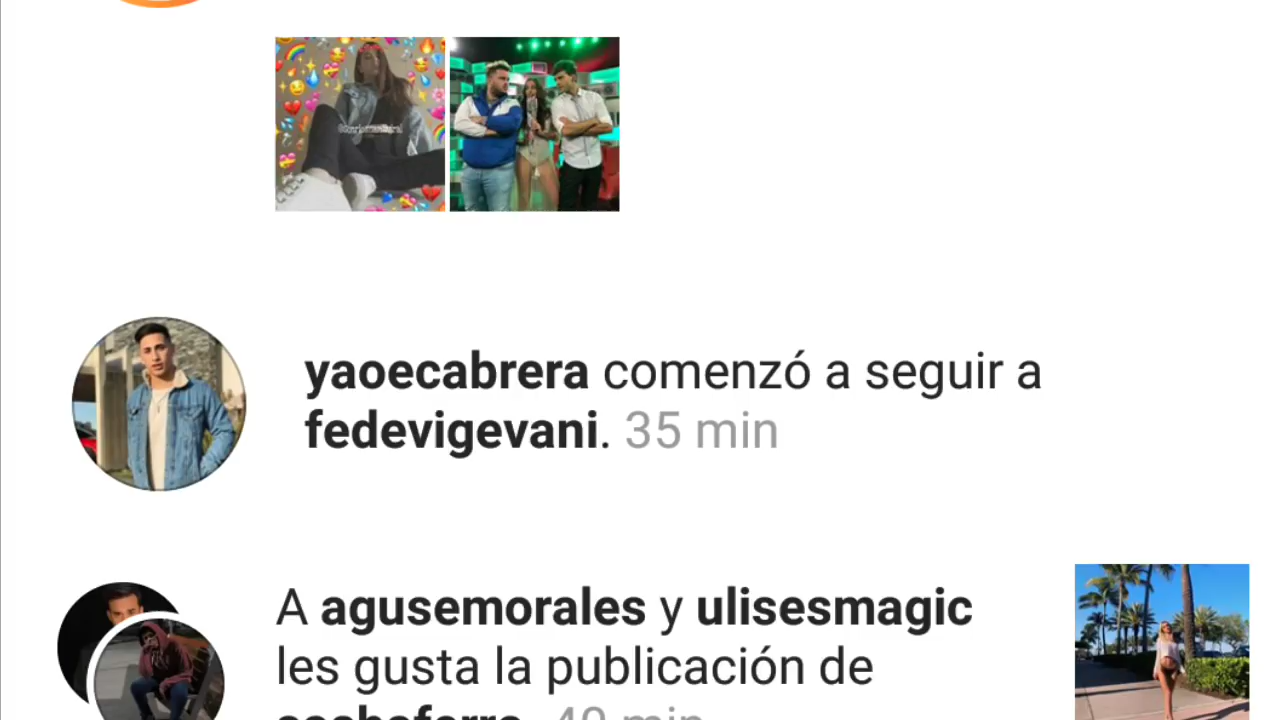 yaoecabrera comenzó a seguir a
fedevigevani. 35 min
A agusemorales y ulisesmagic
les gusta la publicación de